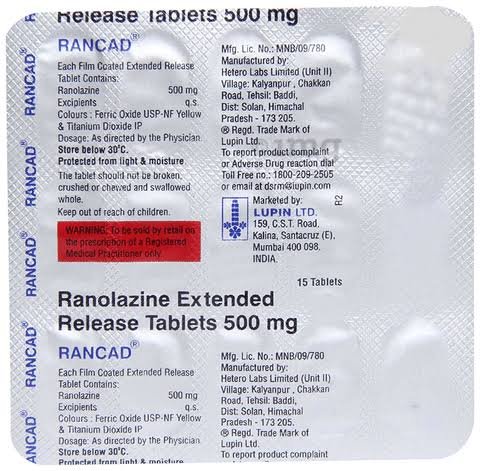 Release Tablets 500 mg
RANCAD®
Each Film Coated Extended Release
Tablet Contains:
Ranolazine 500 mg
Excipients q.s.
Colours : Ferric Oxide USP-NF Yellow
& Titanium Dioxide IP
Dosage: As directed by the Physician
Store below 30°C.
Protected from light & moisture
The tablet should not be broken,
crushed or chewed and swallowed
whole.
Keep out of reach of children.
WARNING: To be sold by retail on
the prescription of a Registered
Medical Practitioner only.
Mfg. Lic. No.: MNB/09/780
Manufactured by:
Hetero Labs Limited (Unit II)
Village: Kalyanpur, Chakkan
Road, Tehsil: Baddi,
Dist: Solan, Himachal
Pradesh - 173 205.
® Regd. Trade Mark of
Lupin Ltd.
To report product complaint
or Adverse Drug reaction dial
Toll Free no.: 1800-209-2505
or email at dsrm@lupin.com
Marketed by:
LUPIN LTD.
159, C.S.T. Road,
Kalina, Santacruz (E),
Mumbai 400 098.
INDIA.
R2
15 Tablets
RANCAD®
RANCAD®
RANCAD®
Ranolazine Extended
Release Tablets 500 mg
RANCAD®
Each Film Coated Extended Release
Tablet Contains:
Ranolazine 500 mg
Excipients q.s.
Colours : Ferric Oxide USP-NF Yellow
& Titanium Dioxide IP
Dosage: As directed by the Physician
Store below 30°C.
Protected from light & moisture
Mfg. Lic. No.: MNB/09/780
Manufactured by:
Hetero Labs Limited (Unit II)
Village: Kalyanpur, Chakkan
Road, Tehsil: Baddi,
Dist: Solan, Himachal
Pradesh - 173 205.
® Regd. Trade Mark of
Lupin Ltd.
To report product complaint
RANCAD®